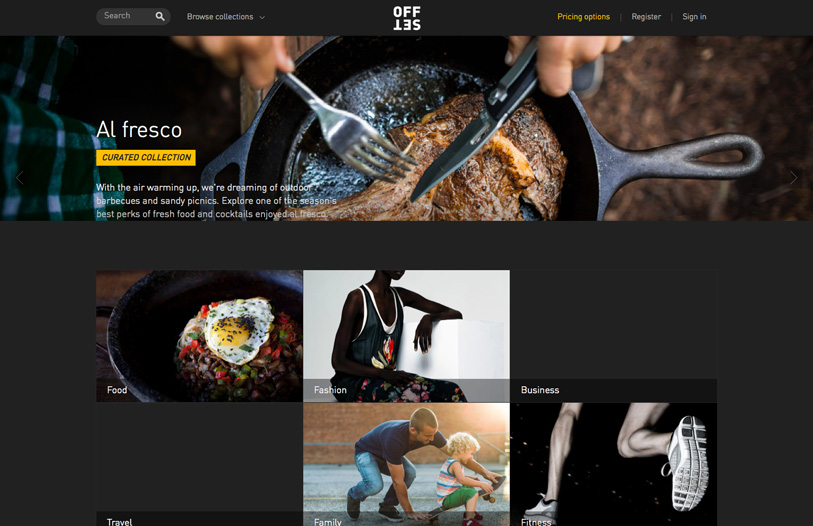 Search
Browse collections
OFF
SET
Pricing options
Register
Sign in
Al fresco
CURATED COLLECTION
With the air warming up, we're dreaming of outdoor
barbecues and sandy picnics. Explore one of the season's
best perks of fresh food and cocktails enjoyed al fresco.
Food
Fashion
Business
Travel
Family
Fitness